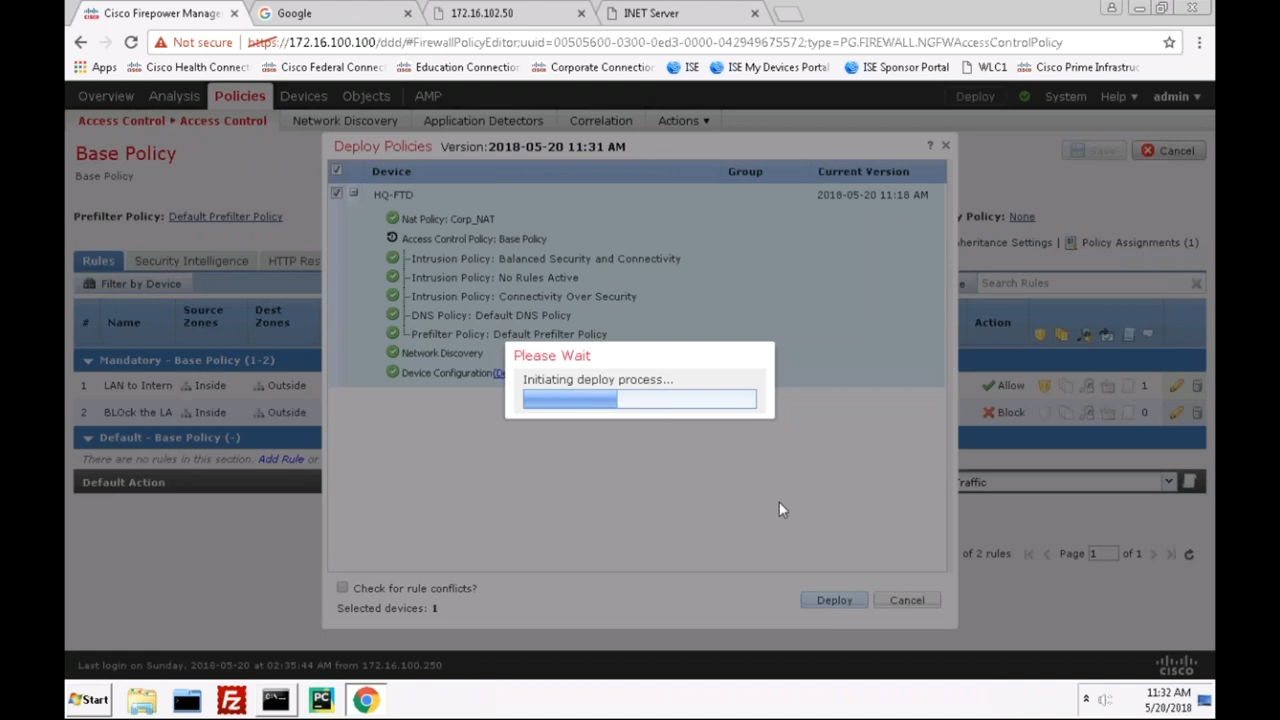 Cisco Firepower Manage
Google
172.16.102.50
INET Server
Not secure
https://172.16.100.100/ddd/#FirewallPolicyEditor;uuid=00505600-0300-0ed3-0000-042949675572;type=PG.FIREWALL.NGFWAccessControlPolicy
Apps
Cisco Health Connect
Cisco Federal Connec
Education Connectio
Corporate Connectio
ISE
ISE My Devices Portal
ISE Sponsor Portal
WLC1
Cisco Prime Infrastruc
Overview
Analysis
Policies
Devices
Objects
AMP
Deploy
System
Help
admin
Access Control
Access Control
Network Discovery
Application Detectors
Correlation
Actions
Base Policy
Base Policy
Save
Cancel
Prefilter Policy: Default Prefilter Policy
y Policy: None
nheritance Settings
Policy Assignments (1)
Rules
Security Intelligence
HTTP Res
Filter by Device
e
Search Rules
#
Name
Source Zones
Dest Zones
Action
Mandatory - Base Policy (1-2)
1 LAN to Intern Inside Outside Allow 1
2 BLOck the LA Inside Outside Block 0
Default - Base Policy (-)
There are no rules in this section. Add Rule or
Default Action
Traffic
of 2 rules
Page 1 of 1
Deploy Policies Version:2018-05-20 11:31 AM
?
Device
Group
Current Version
HQ-FTD
2018-05-20 11:18 AM
Nat Policy: Corp_NAT
Access Control Policy: Base Policy
Intrusion Policy: Balanced Security and Connectivity
Intrusion Policy: No Rules Active
Intrusion Policy: Connectivity Over Security
DNS Policy: Default DNS Policy
Prefilter Policy: Default Prefilter Policy
Network Discovery
Device Configuration(De
Please Wait
Initiating deploy process...
Check for rule conflicts?
Selected devices: 1
Deploy
Cancel
Last login on Sunday, 2018-05-20 at 02:35:44 AM from 172.16.100.250
cisco
Start
Fz
PC
11:32 AM
5/20/2018